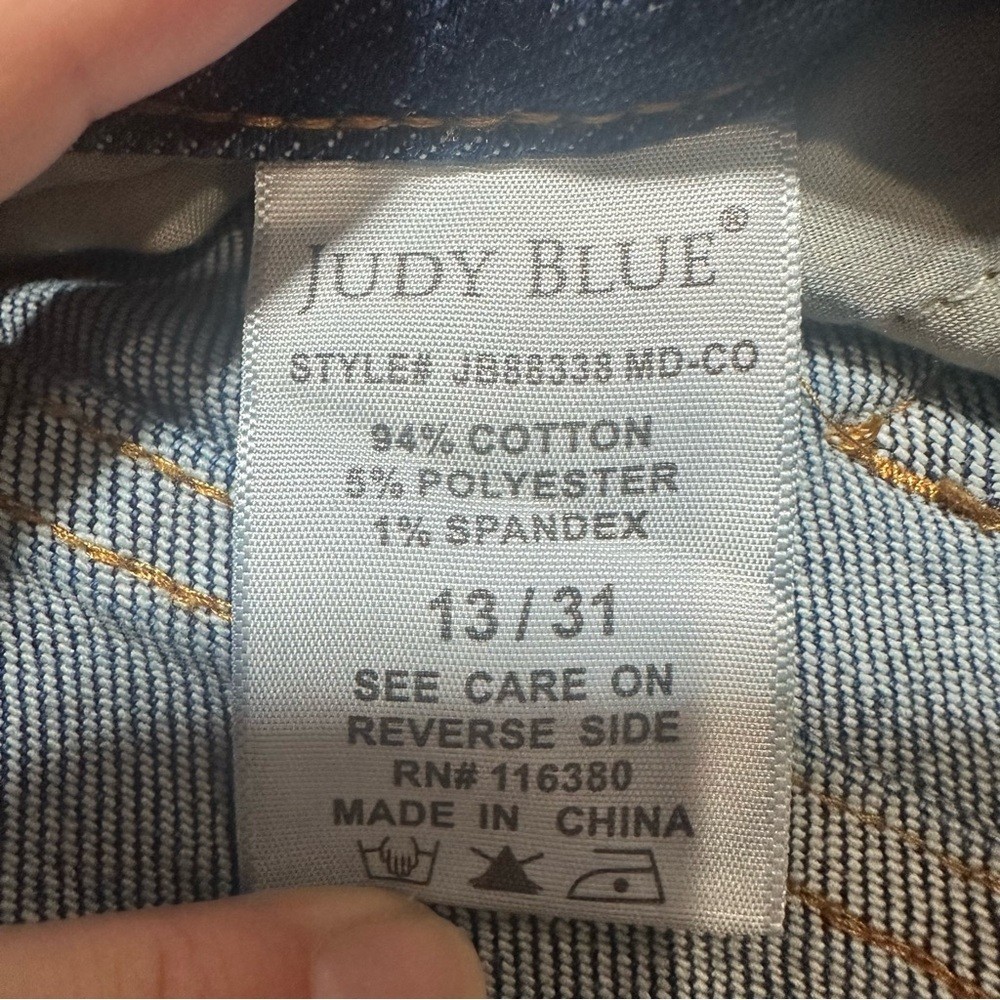 JUDY BLUE®
STYLE# JB88338 MD-CO
94% COTTON
5% POLYESTER
1% SPANDEX
13 / 31
SEE CARE ON
REVERSE SIDE
RN# 116380
MADE IN CHINA